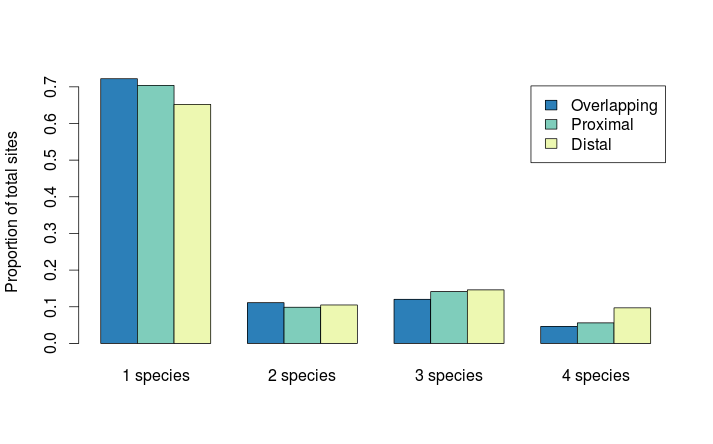 Proportion of total sites
0.7
0.6
0.5
0.4
0.3
0.2
0.1
0.0
Overlapping
Proximal
Distal
1 species
2 species
3 species
4 species